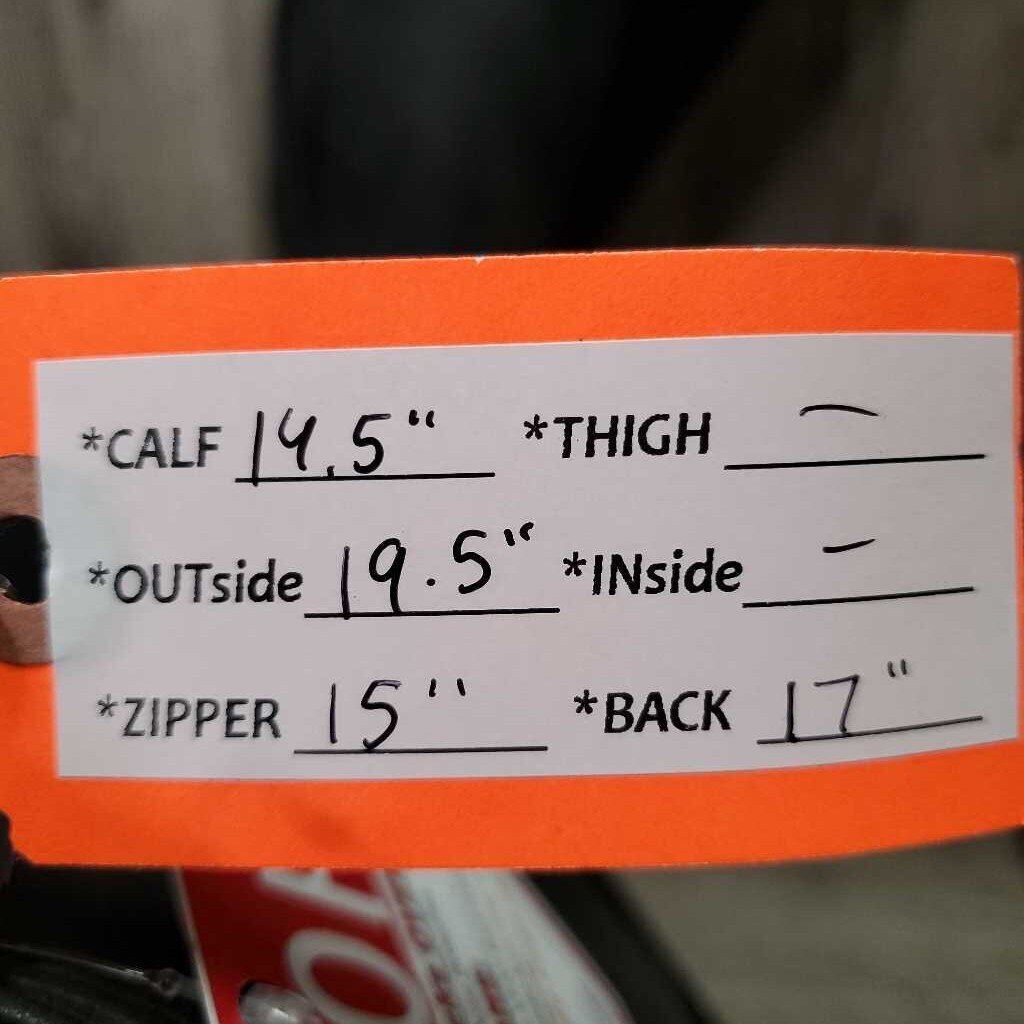 *CALF 14.5" *THIGH —
*OUTside 19.5" *INside —
*ZIPPER 15" *BACK 17"